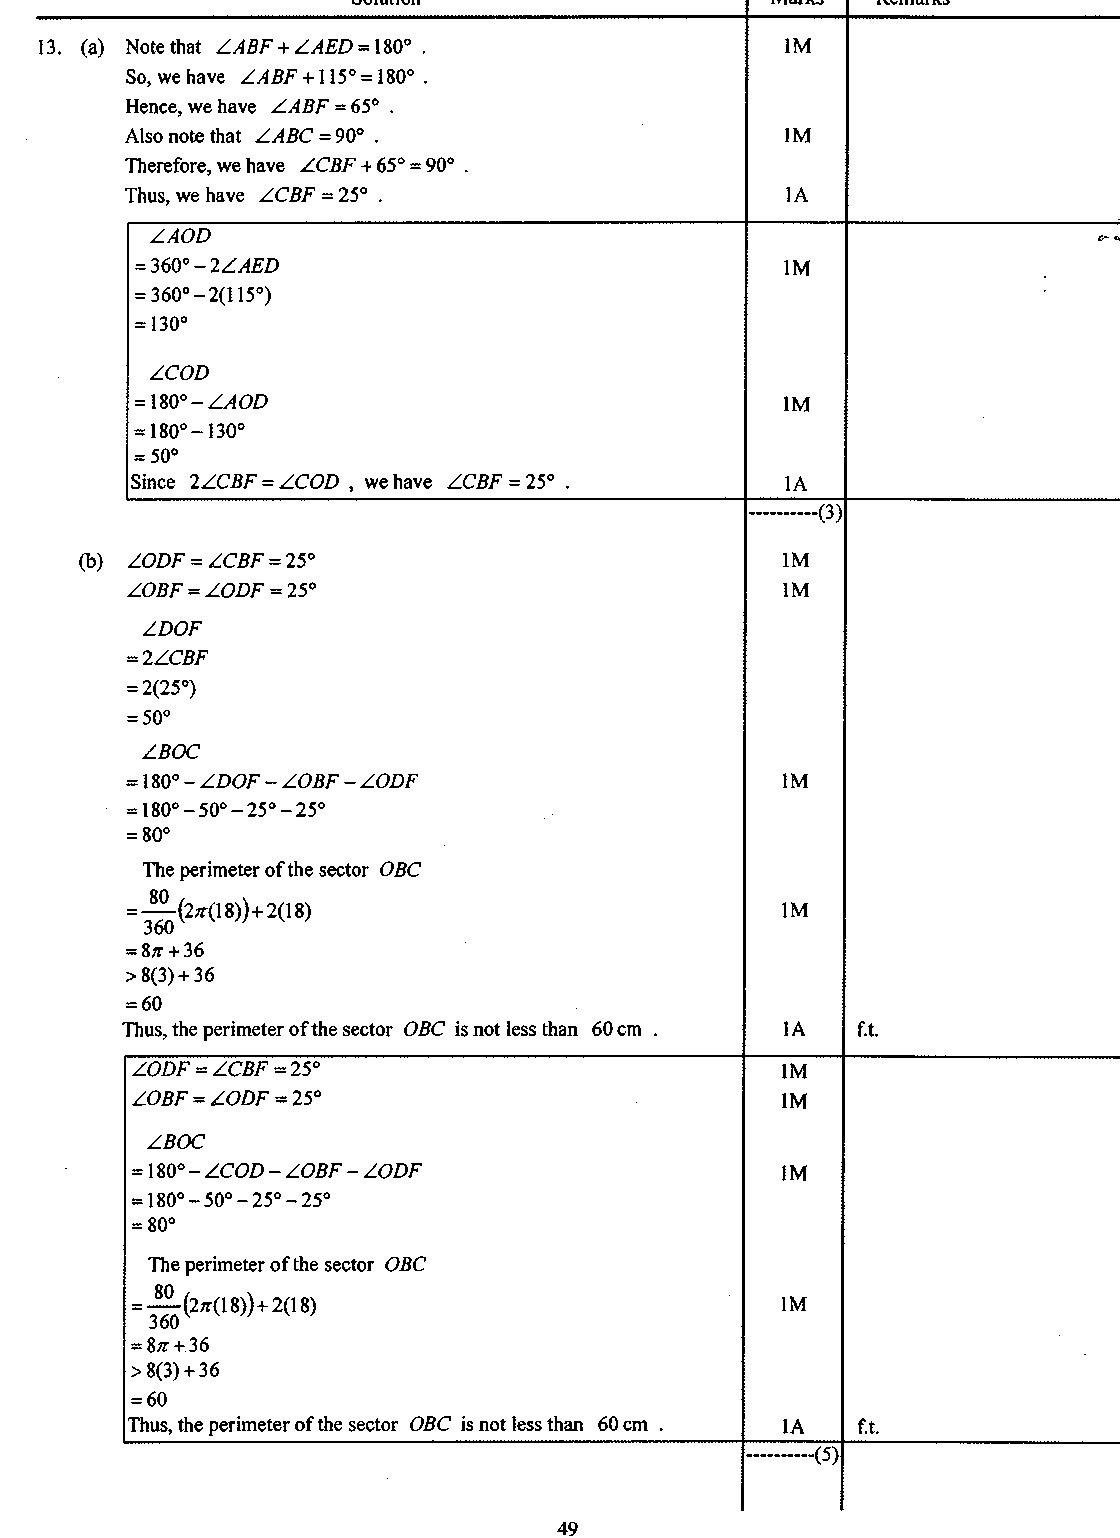 Solution Marks Remarks
13. (a) Note that ∠ABF + ∠AED = 180° . 1M
So, we have ∠ABF + 115° = 180° .
Hence, we have ∠ABF = 65° .
Also note that ∠ABC = 90° . 1M
Therefore, we have ∠CBF + 65° = 90° .
Thus, we have ∠CBF = 25° . 1A
∠AOD
= 360° − 2∠AED 1M
= 360° − 2(115°)
= 130°
∠COD
= 180° − ∠AOD 1M
= 180° − 130°
= 50°
Since 2∠CBF = ∠COD , we have ∠CBF = 25° . 1A
----------(3)
(b) ∠ODF = ∠CBF = 25° 1M
∠OBF = ∠ODF = 25° 1M
∠DOF
= 2∠CBF
= 2(25°)
= 50°
∠BOC
= 180° − ∠DOF − ∠OBF − ∠ODF 1M
= 180° − 50° − 25° − 25°
= 80°
The perimeter of the sector OBC
= 80/360 (2π(18)) + 2(18) 1M
= 8π + 36
> 8(3) + 36
= 60
Thus, the perimeter of the sector OBC is not less than 60 cm . 1A f.t.
∠ODF = ∠CBF = 25° 1M
∠OBF = ∠ODF = 25° 1M
∠BOC
= 180° − ∠COD − ∠OBF − ∠ODF 1M
= 180° − 50° − 25° − 25°
= 80°
The perimeter of the sector OBC
= 80/360 (2π(18)) + 2(18) 1M
= 8π + 36
> 8(3) + 36
= 60
Thus, the perimeter of the sector OBC is not less than 60 cm . 1A f.t.
----------(5)
49